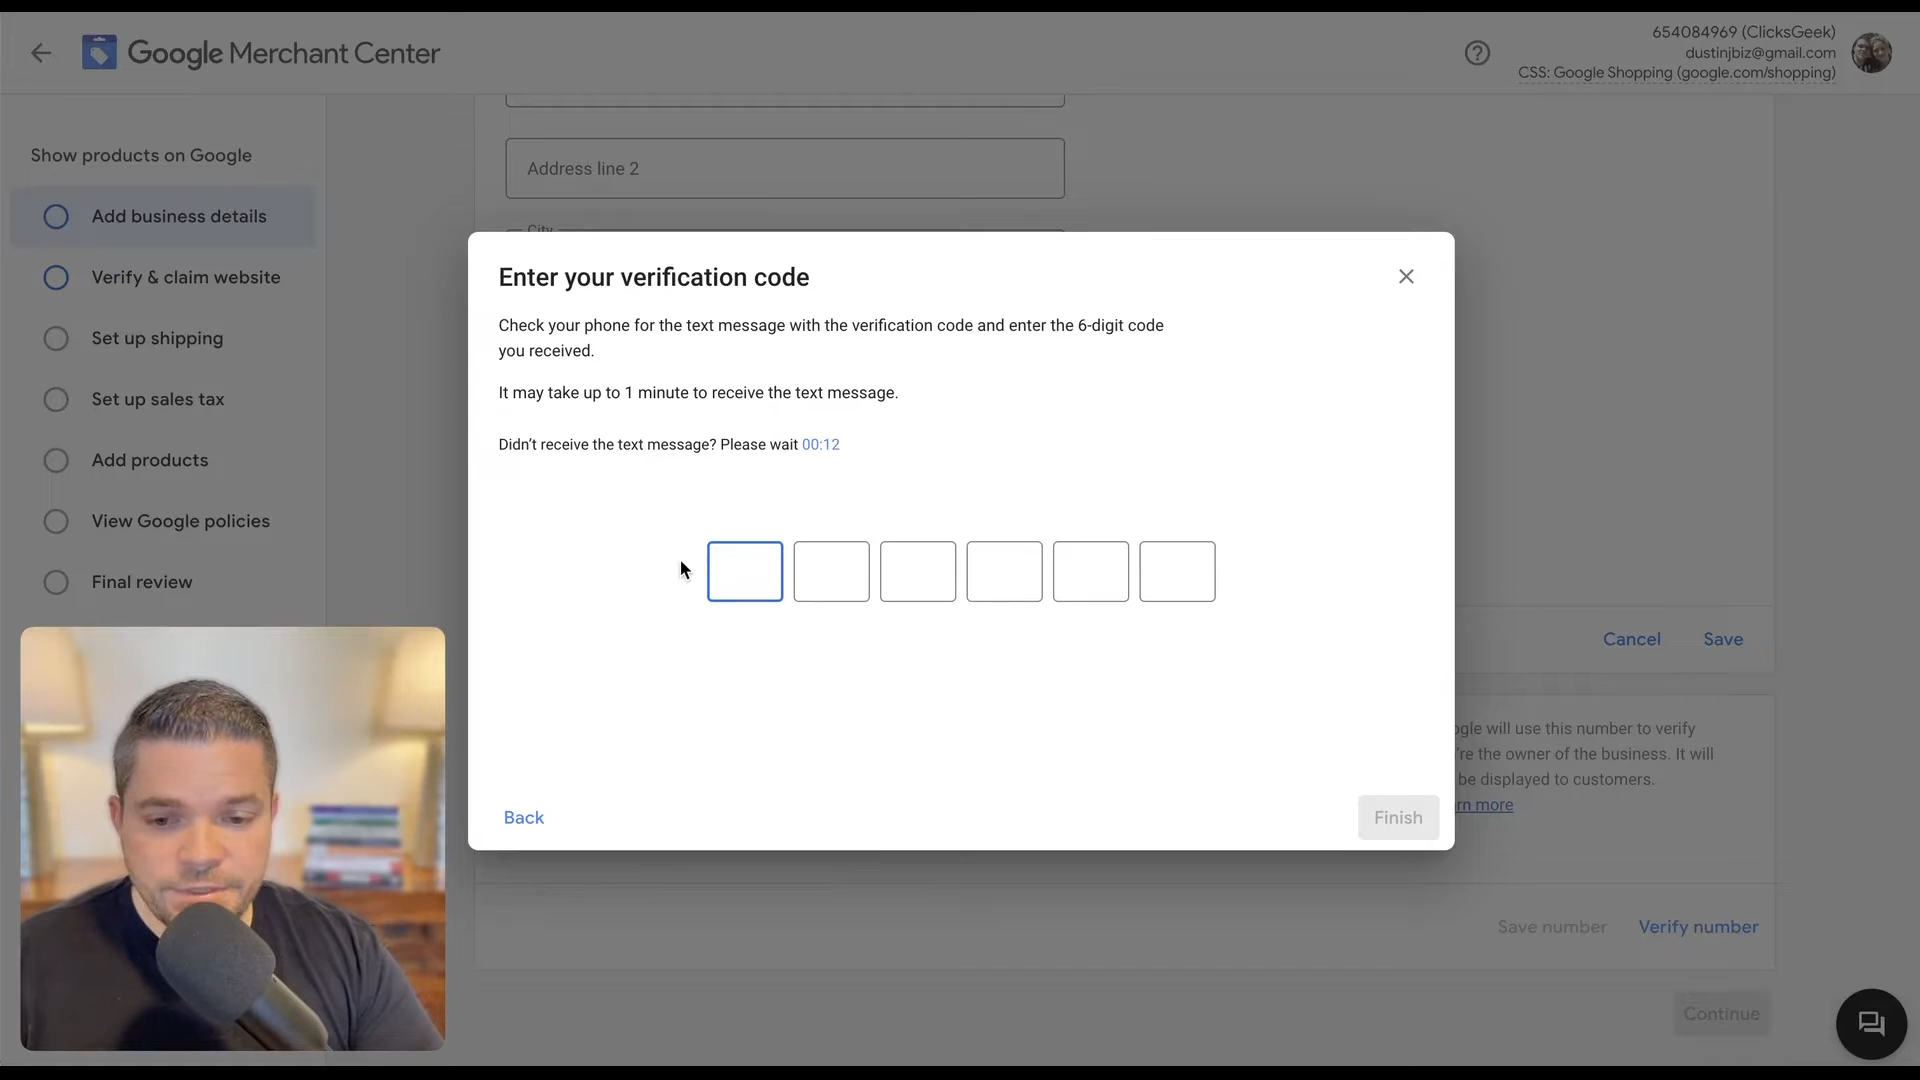 Google Merchant Center
654084969 (ClicksGeek)
dustinjbiz@gmail.com
CSS: Google Shopping (google.com/shopping)
Show products on Google
Add business details
Verify & claim website
Set up shipping
Set up sales tax
Add products
View Google policies
Final review
Address line 2
City
Enter your verification code
Check your phone for the text message with the verification code and enter the 6-digit code
you received.
It may take up to 1 minute to receive the text message.
Didn't receive the text message? Please wait 00:12
Back
Finish
Cancel
Save
ogle will use this number to verify
're the owner of the business. It will
be displayed to customers.
rn more
Save number
Verify number
Continue